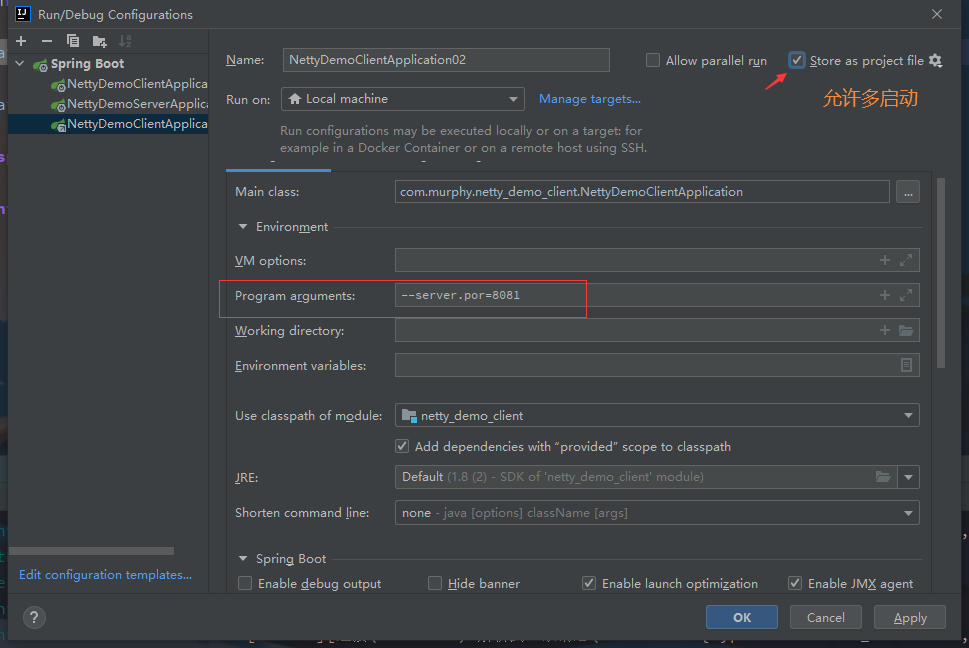 Run/Debug Configurations
Spring Boot
NettyDemoClientApplica
NettyDemoServerApplica
NettyDemoClientApplica
Edit configuration templates...
Name: NettyDemoClientApplication02 Allow parallel run Store as project file
允许多启动
Run on: Local machine Manage targets...
Run configurations may be executed locally or on a target: for
example in a Docker Container or on a remote host using SSH.
Main class: com.murphy.netty_demo_client.NettyDemoClientApplication ...
Environment
VM options:
Program arguments: --server.por=8081
Working directory:
Environment variables:
Use classpath of module: netty_demo_client
Add dependencies with “provided” scope to classpath
JRE: Default (1.8 (2) - SDK of 'netty_demo_client' module)
Shorten command line: none - java [options] className [args]
Spring Boot
Enable debug output Hide banner Enable launch optimization Enable JMX agent
? OK Cancel Apply